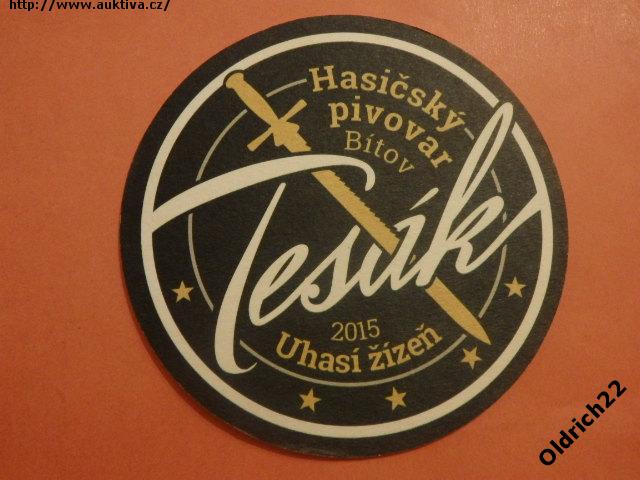 http://www.auktiva.cz/
Hasičský
pivovar
Bítov
Tesák
2015
Uhasí žízeň
Oldrich22